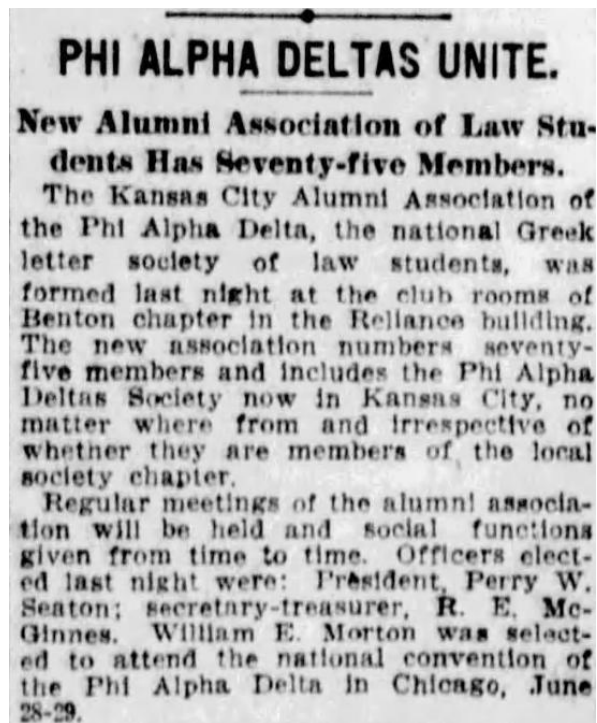 PHI ALPHA DELTAS UNITE.
New Alumni Association of Law Stu-
dents Has Seventy-five Members.
The Kansas City Alumni Association of
the Phi Alpha Delta, the national Greek
letter society of law students, was
formed last night at the club rooms of
Benton chapter in the Reliance building.
The new association numbers seventy-
five members and includes the Phi Alpha
Deltas Society now in Kansas City, no
matter where from and irrespective of
whether they are members of the local
society chapter.
Regular meetings of the alumni associa-
tion will be held and social functions
given from time to time. Officers elect-
ed last night were: President, Perry W.
Seaton; secretary-treasurer, R. E. Mc-
Ginnes. William E. Morton was select-
ed to attend the national convention of
the Phi Alpha Delta in Chicago, June
28-29.